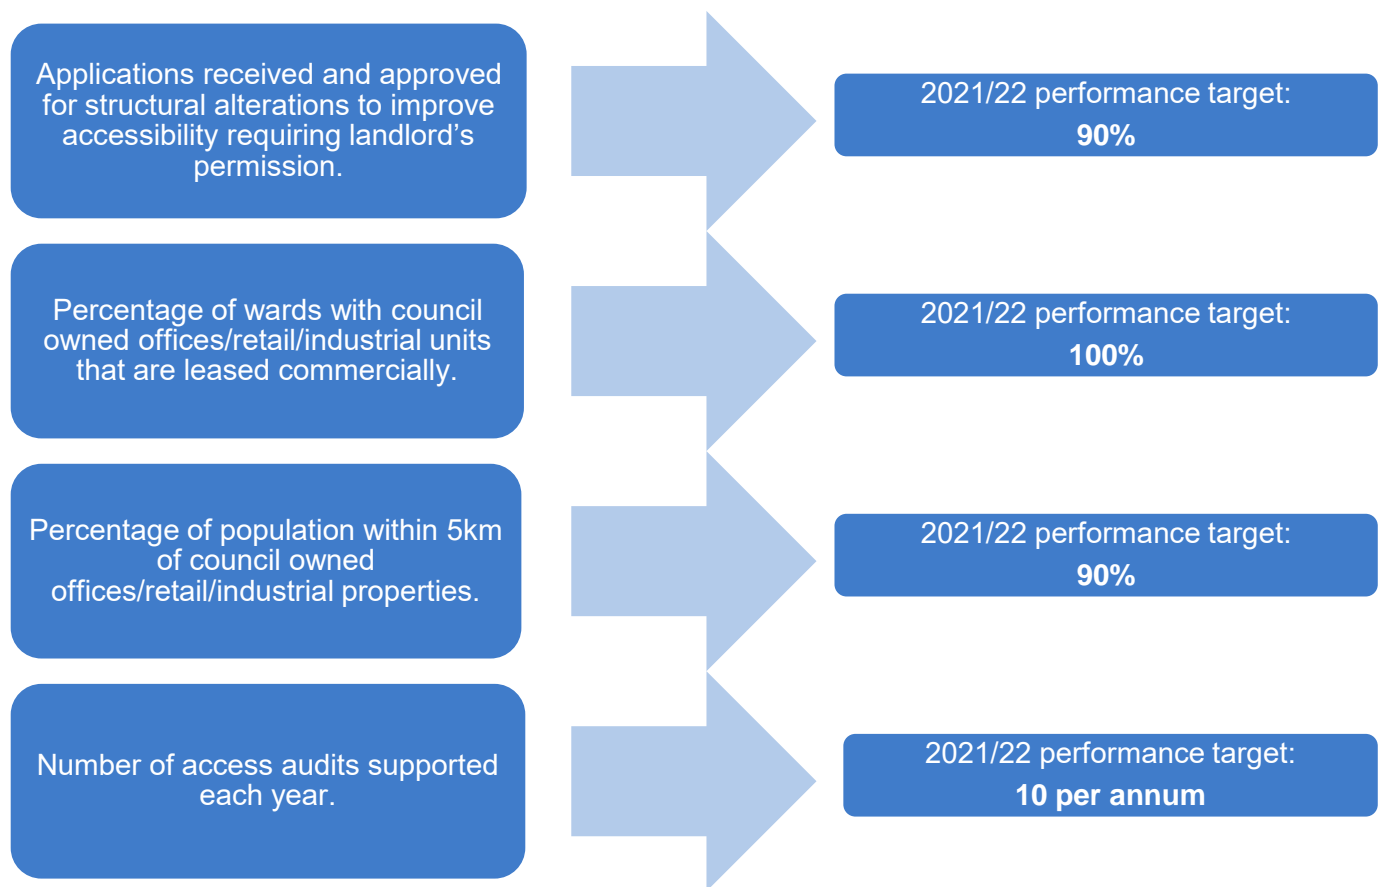 Applications received and approved
for structural alterations to improve
accessibility requiring landlord’s
permission.
2021/22 performance target:
90%
Percentage of wards with council
owned offices/retail/industrial units
that are leased commercially.
2021/22 performance target:
100%
Percentage of population within 5km
of council owned
offices/retail/industrial properties.
2021/22 performance target:
90%
Number of access audits supported
each year.
2021/22 performance target:
10 per annum